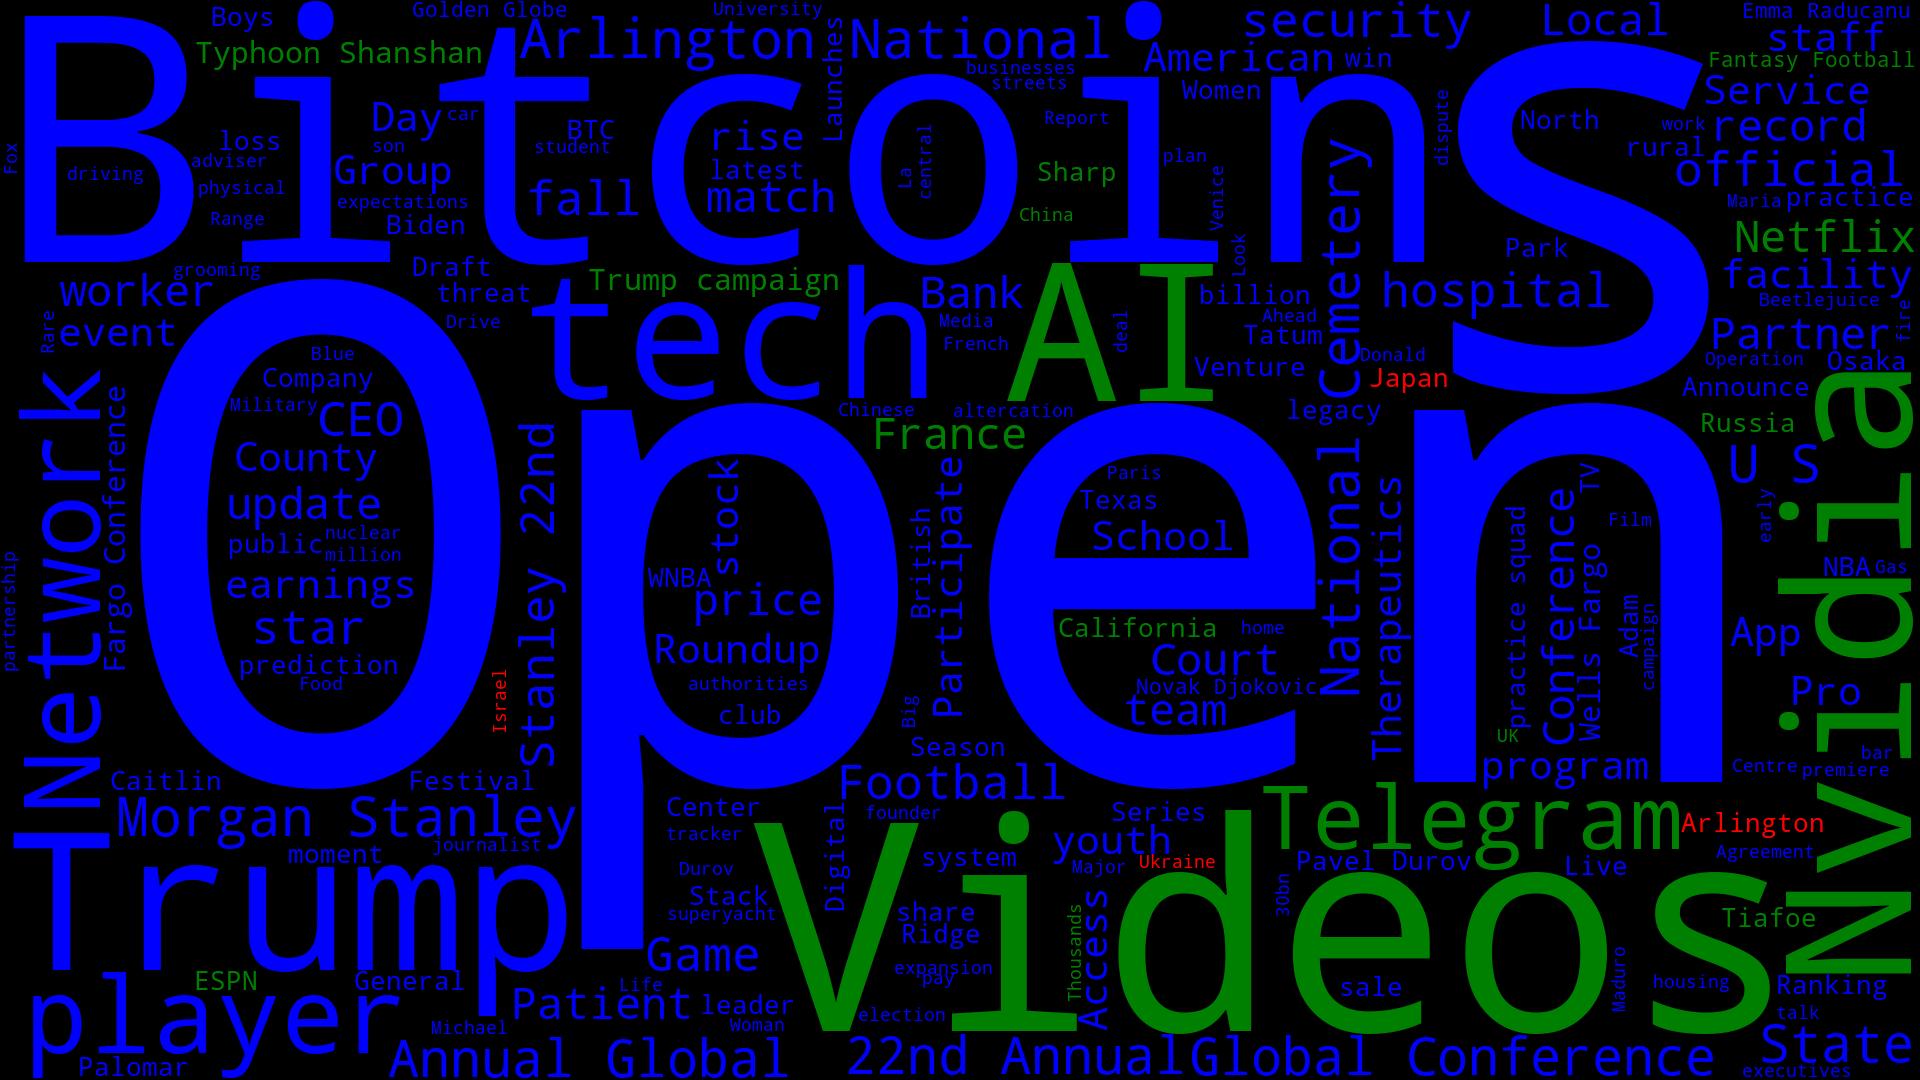 Boys
Golden Globe
University
Emma Raducanu
Typhoon Shanshan
Arlington
National
security
Local
staff
Bitcoin
S
American
win
Fantasy Football
businesses
streets
Launches
Women
Service
Fox
loss
Day
car
BTC
rise
Report
dispute
North
work
record
driving
adviser
son
student
latest
La
central
plan
rural
official
physical
Group
expectations
fall
match
Sharp
China
Venice
Maria
practice
Range
Biden
Look
Park
Netflix
grooming
Draft
Trump campaign
AI
Cemetery
hospital
facility
worker
threat
tech
Bank
billion
Beetlejuice
Rare
event
Drive
Media
French
deal
Ahead
Tatum
Donald
Partner
fire
Blue
Company
Venture
Japan
Operation
Osaka
Announce
Military
CEO
Chinese
altercation
legacy
Network
Fargo Conference
Open
County
France
Russia
Nvidia
Stanley 22nd
stock
Participate
British
Paris
Texas
National
Therapeutics
TV
U S
update
School
practice squad
Conference
Film
early
public
nuclear
million
WNBA
Wells Fargo
NBA
Gas
partnership
earnings
price
Adam
campaign
star
Roundup
California
home
App
prediction
Food
Israel
authorities
Court
Novak Djokovic
Pro
club
Big
team
UK
Season
bar
Caitlin
Festival
Football
program
Centre
premiere
Morgan Stanley
Center
founder
Series
Telegram
Arlington
tracker
Digital
youth
moment
journalist
system
Major
Ukraine
Pavel Durov
Live
Agreement
Trump
Durov
Videos
Stack
superyacht
share
30bn
Tiafoe
Ridge
Thousands
Access
Game
expansion
pay
Maduro
ESPN
General
Life
sale
housing
Ranking
player
Patient
leader
election
talk
Michael
Woman
State
Palomar
Annual Global
22nd Annual
Global Conference
executives